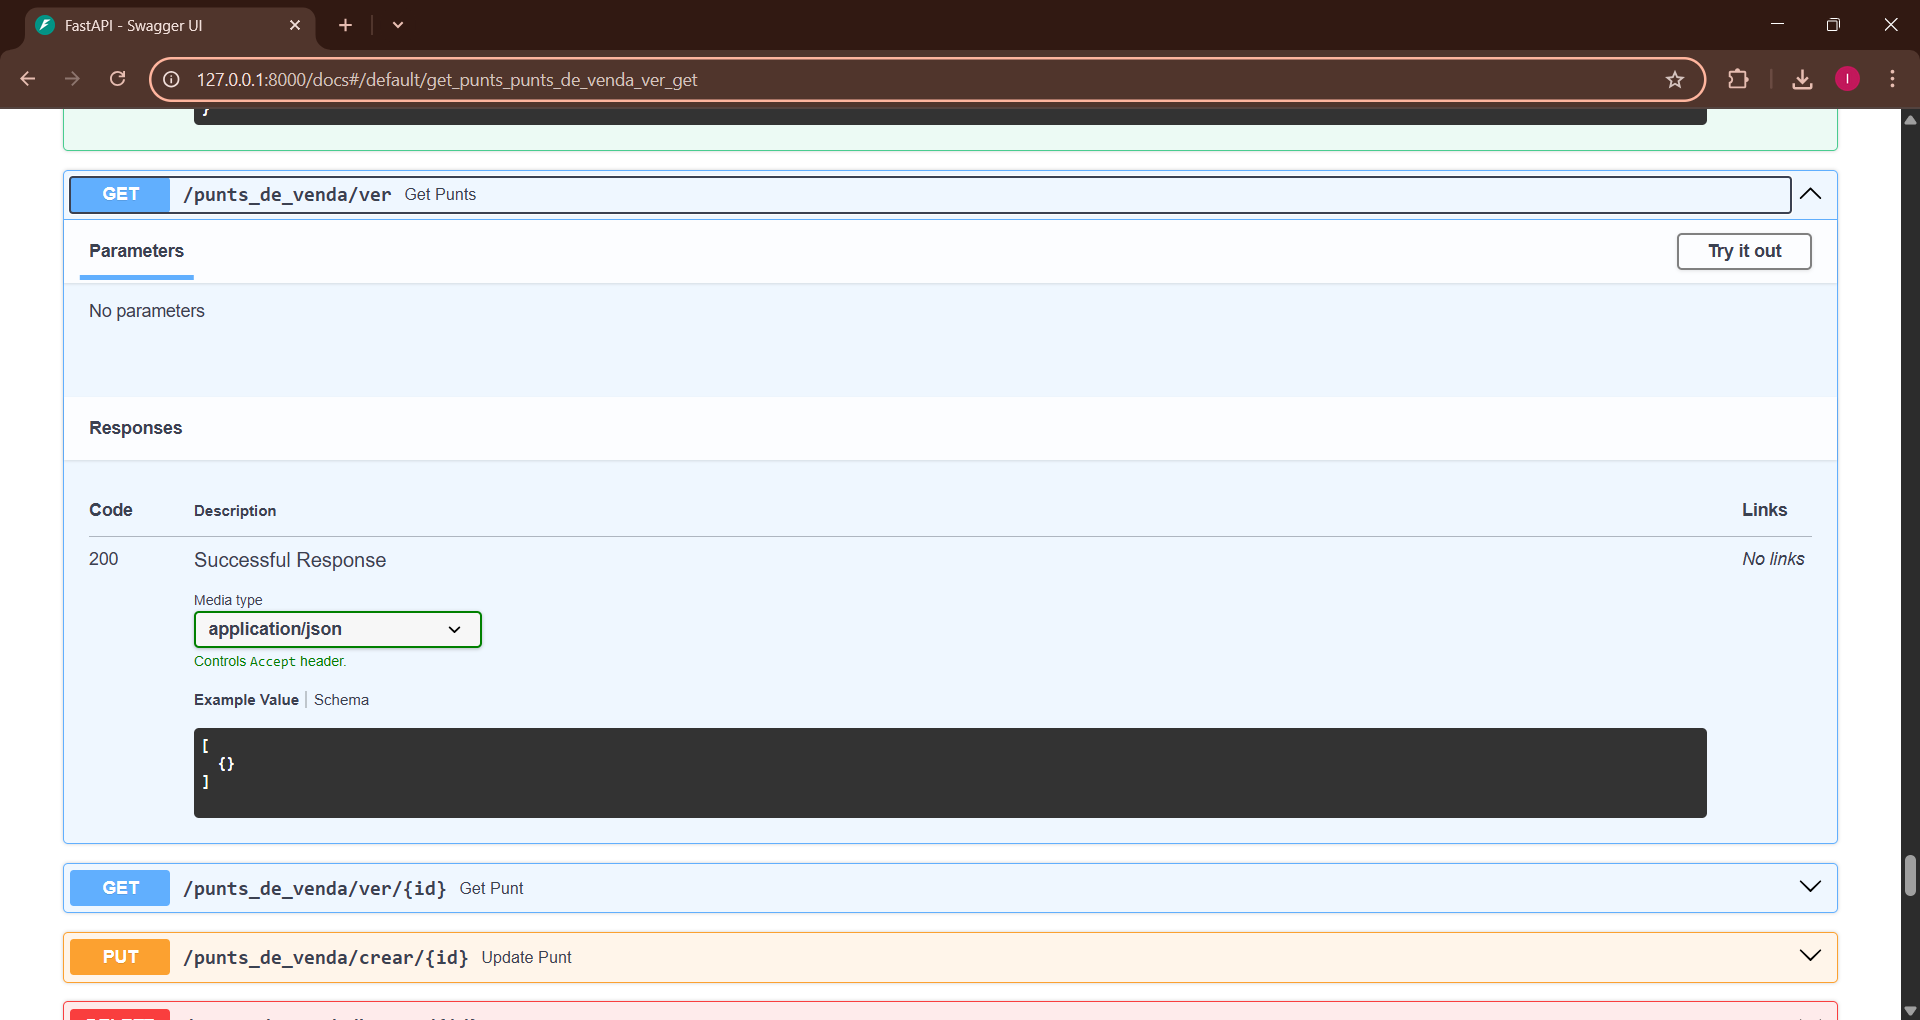 FastAPI - Swagger UI
127.0.0.1:8000/docs#/default/get_punts_punts_de_venda_ver_get
I
}
GET /punts_de_venda/ver Get Punts
Parameters
Try it out
No parameters
Responses
Code Description Links
200 Successful Response No links
Media type
application/json
Controls Accept header.
Example Value | Schema
[
{}
]
GET /punts_de_venda/ver/{id} Get Punt
PUT /punts_de_venda/crear/{id} Update Punt